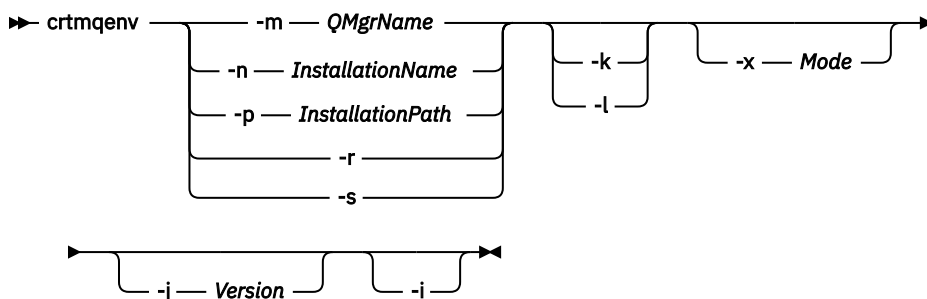 crtmqenv -m QMgrName
-n InstallationName -k -x Mode
-p InstallationPath -l
-r
-s
-j Version -i